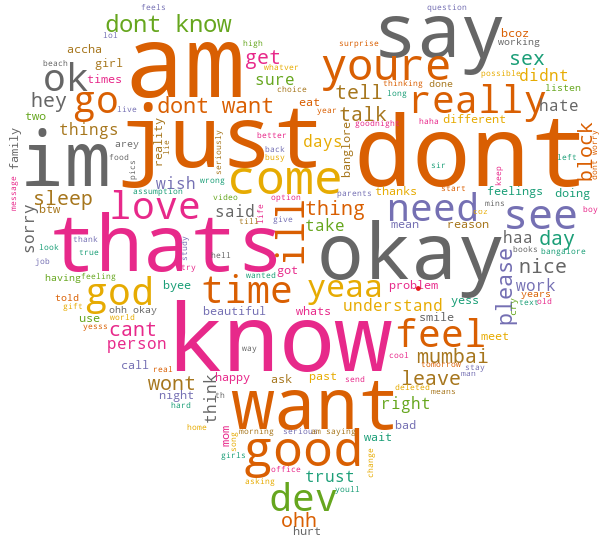 feels
question
dont know
lol
am
high
say
bcoz
working
accha
girl
whatver
surprise
ok
get
youre
sex
beach
times
sure
choice
thinking
done
possible
didnt
listen
hey
go
live
dont want
eat
long
year
tell
really
hate
two
things
arey
reality
lie
seriously
better
goodnight
haha
talk
different
block
dont worry
family
im
just
food
pics
back
busy
days
banglore
dont
sir
left
message
assumption
wrong
come
option
parents
thanks
start
keep
feelings
doing
sleep
btw
wish
video
life
give
thing
coz
need
mins
boy
sorry
love
said
till
ill
take
mean
reason
see
thank
thats
study
okay
haa
day
books
bangalore
look
true
job
having
feeling
try
hell
wanted
got
problem
yess
please
nice
told
gift
god
byee
time
yeaa
understand
cry
text
years
old
work
use
world
yesss
beautiful
whats
smile
meet
cant
person
know
way
cool
feel
tomorrow
stay
call
real
happy
ask
past
send
mumbai
man
wont
night
hard
th
think
want
deleted
leave
means
home
mom
song
morning
serious
am saying
right
bad
girls
good
wait
change
office
asking
trust
youll
dev
ohh
hurt
ohh okay